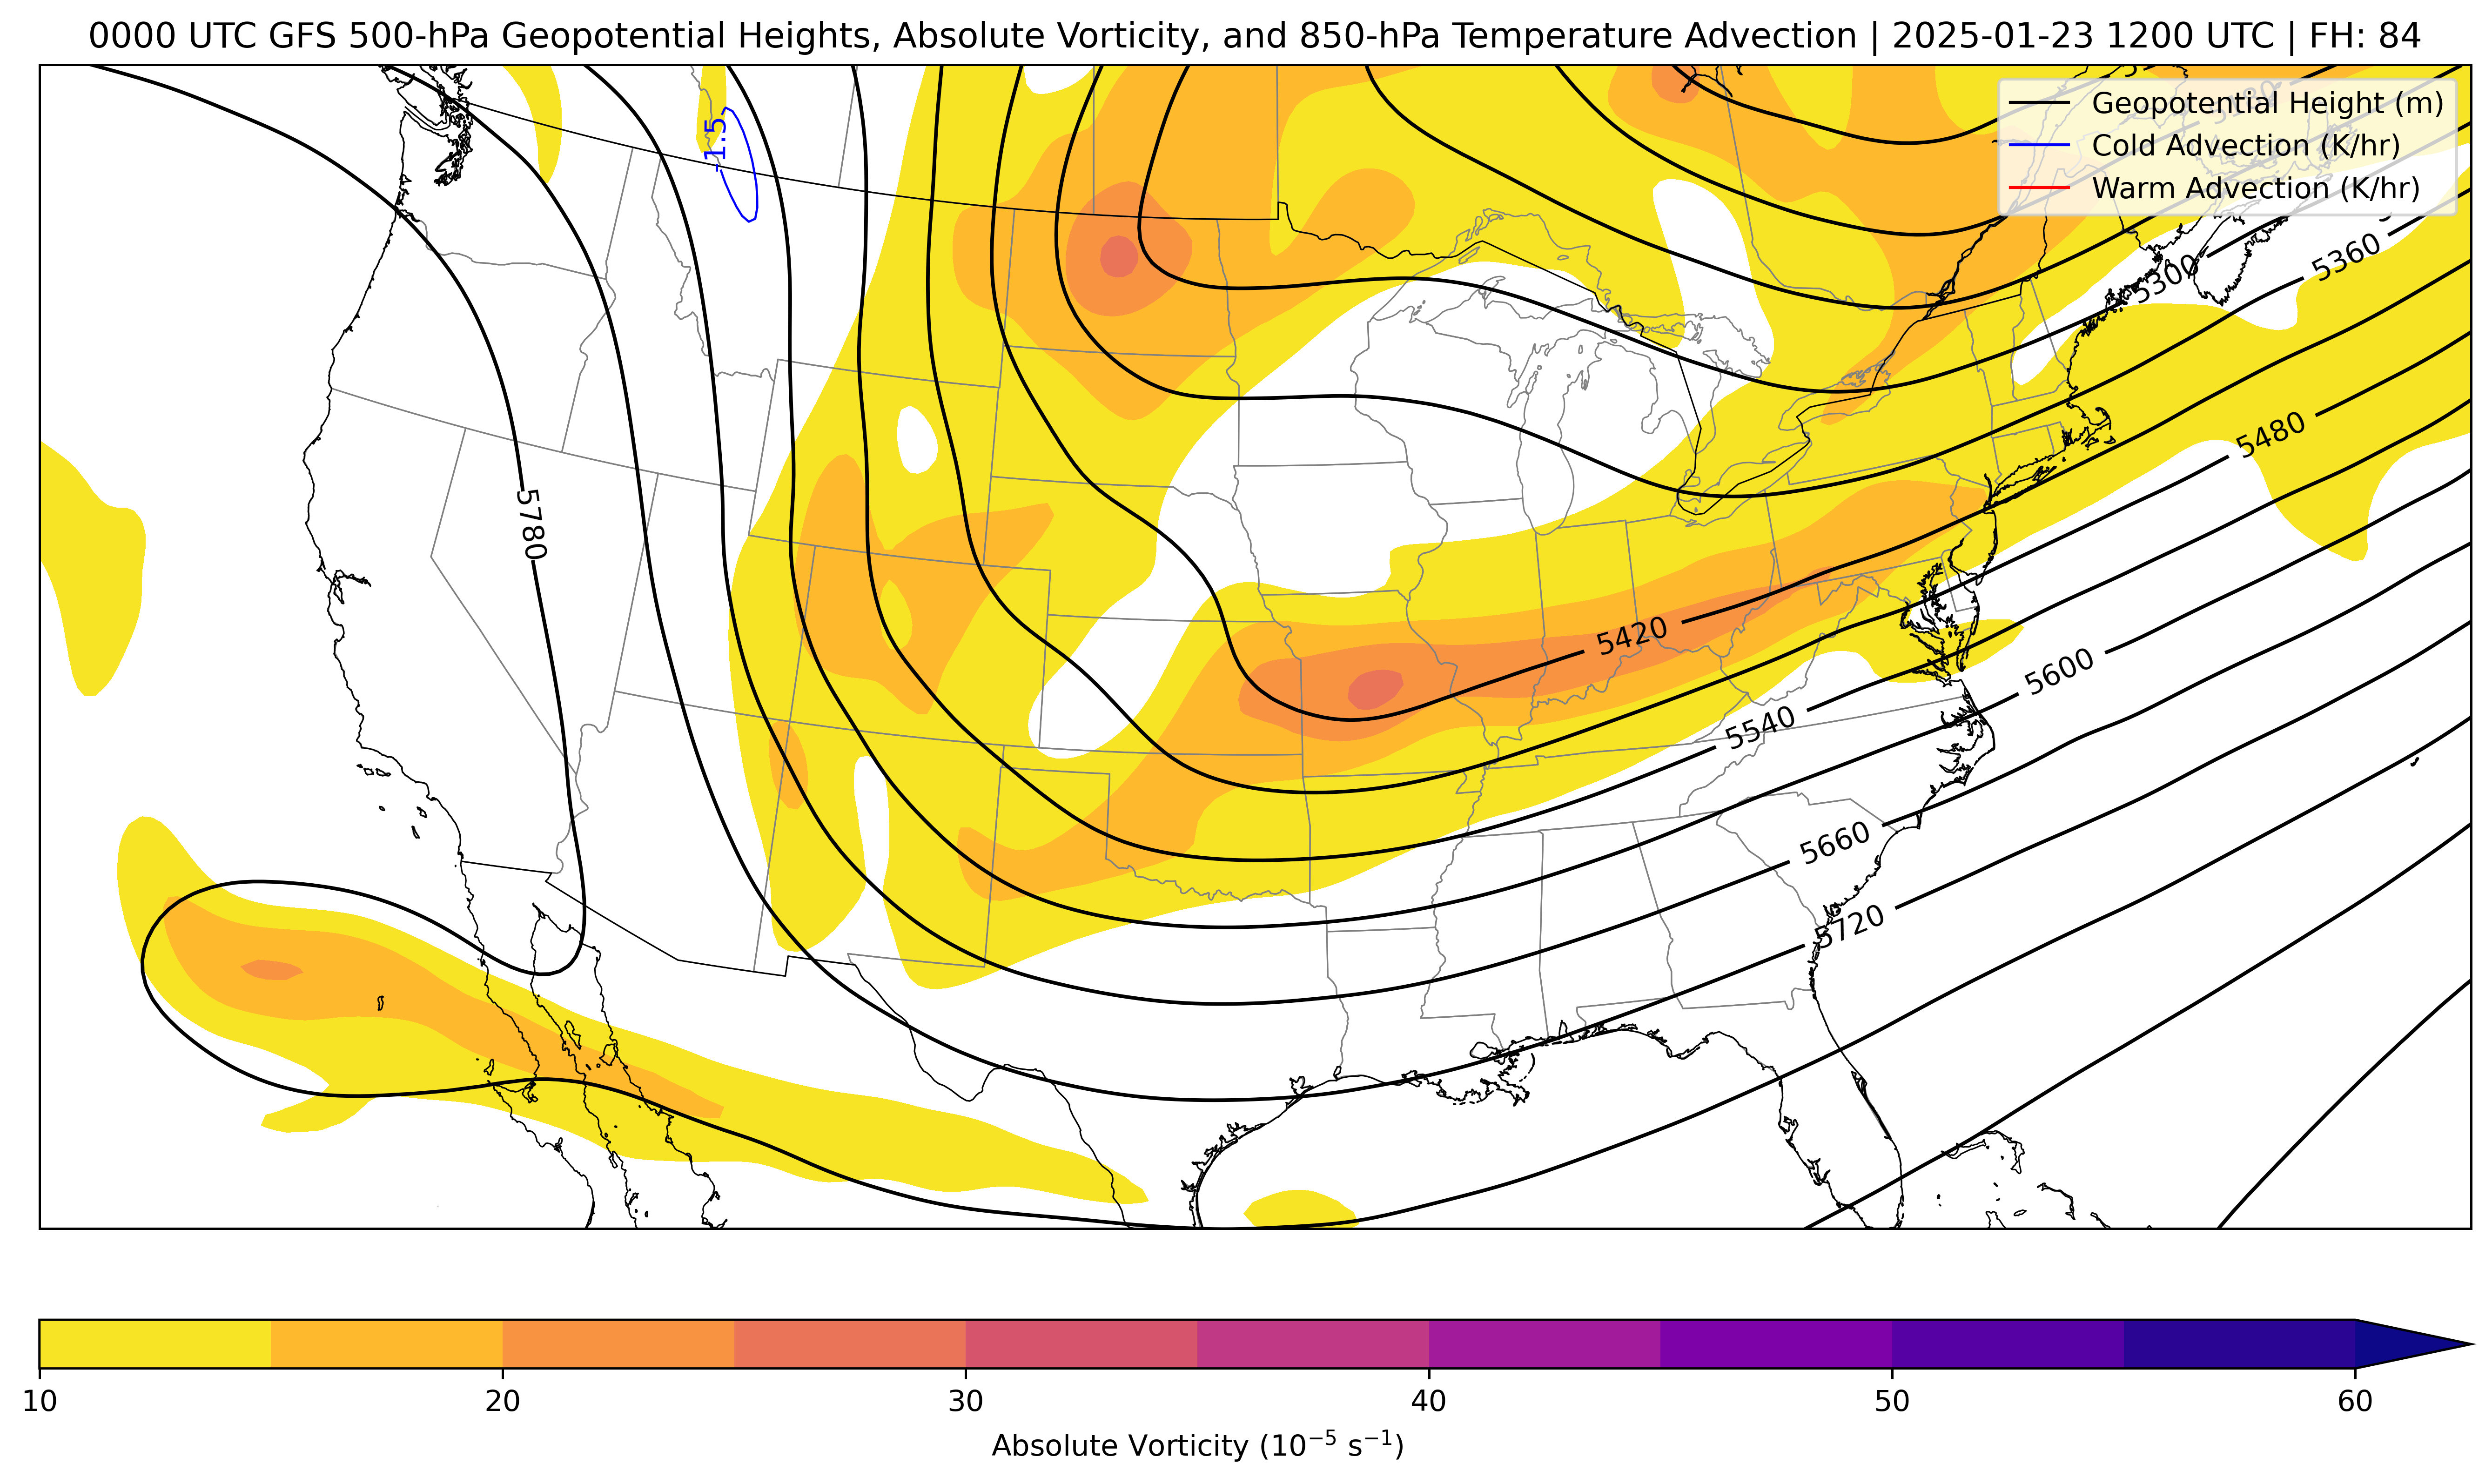 0000 UTC GFS 500-hPa Geopotential Heights, Absolute Vorticity, and 850-hPa Temperature Advection | 2025-01-23 1200 UTC | FH: 84
Geopotential Height (m)
Cold Advection (K/hr)
Warm Advection (K/hr)
-1.5
5300
5360
5480
5780
5420
5600
5540
5660
5720
10 20 30 40 50 60
Absolute Vorticity (10⁻⁵ s⁻¹)